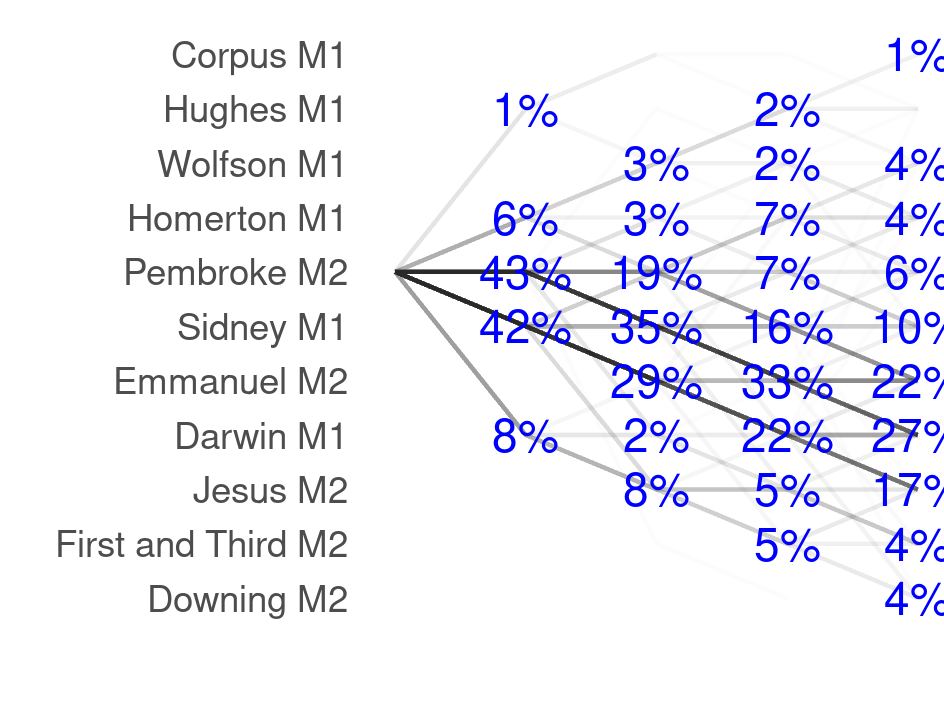 Corpus M1 1%
Hughes M1 1% 2%
Wolfson M1 3% 2% 4%
Homerton M1 6% 3% 7% 4%
Pembroke M2 43% 19% 7% 6%
Sidney M1 42% 35% 16% 10%
Emmanuel M2 29% 33% 22%
Darwin M1 8% 2% 22% 27%
Jesus M2 8% 5% 17%
First and Third M2 5% 4%
Downing M2 4%